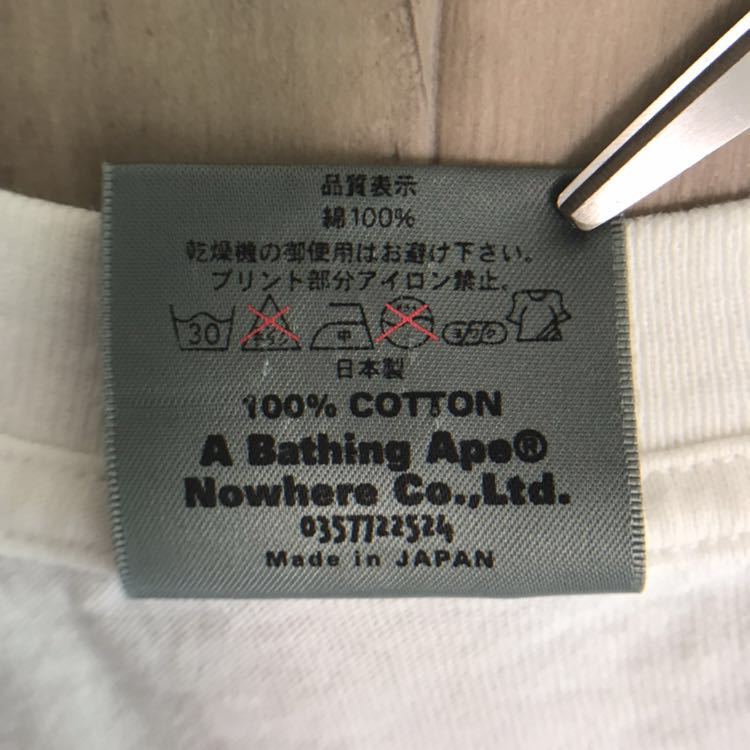 品質表示
綿100%
乾燥機の御使用はお避け下さい。
プリント部分アイロン禁止。
30 中
日本製
100% COTTON
A Bathing Ape®
Nowhere Co.,Ltd.
0357722524
Made in JAPAN